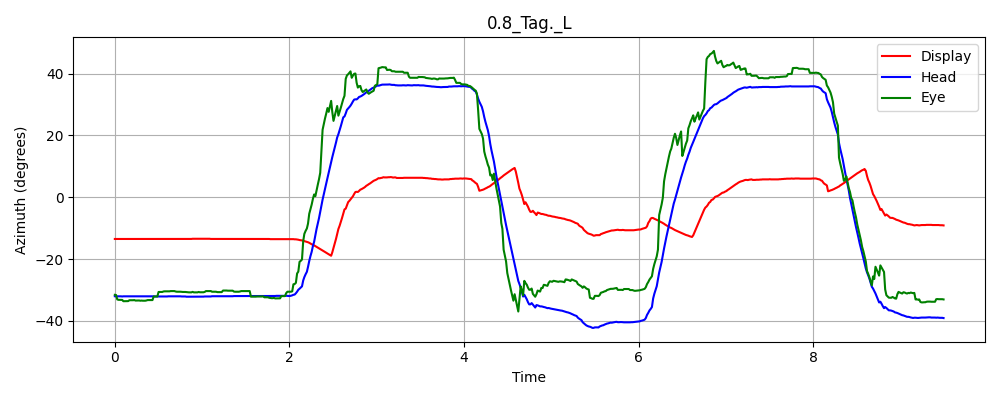 0.8_Tag._L
Display
Head
Eye
Azimuth (degrees)
40
20
0
−20
−40
0 2 4 6 8
Time